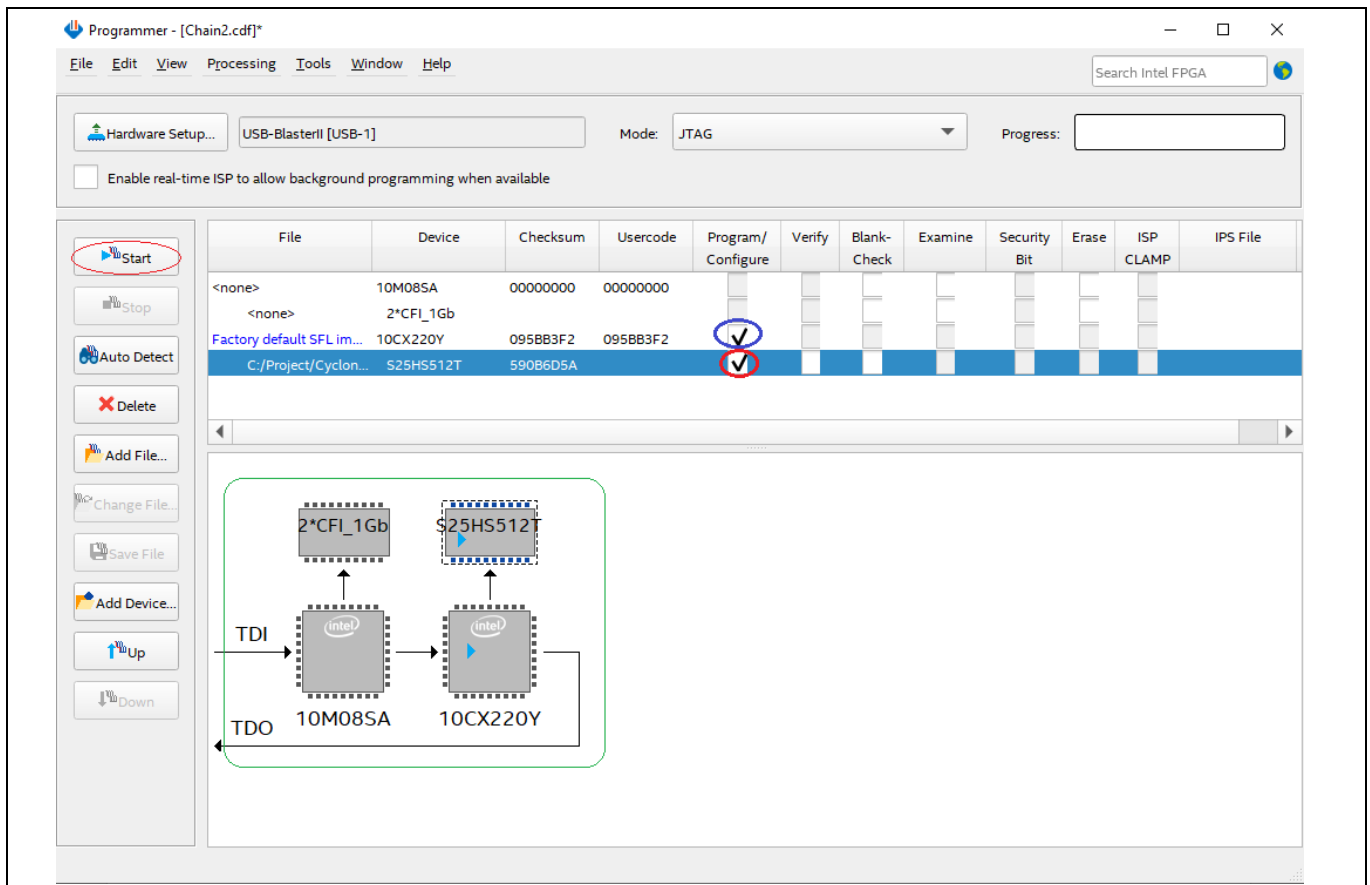 Programmer - [Chain2.cdf]*
File Edit View Processing Tools Window Help
Search Intel FPGA
Hardware Setup... USB-BlasterII [USB-1] Mode: JTAG Progress:
Enable real-time ISP to allow background programming when available
Start
Stop
Auto Detect
Delete
Add File...
Change File...
Save File
Add Device...
Up
Down
File Device Checksum Usercode Program/ Configure Verify Blank- Check Examine Security Bit Erase ISP CLAMP IPS File
<none> 10M08SA 00000000 00000000
<none> 2*CFI_1Gb
Factory default SFL im... 10CX220Y 095BB3F2 095BB3F2
C:/Project/Cyclon... S25HS512T 590B6D5A
2*CFI_1Gb S25HS512T
intel intel
TDI
10M08SA 10CX220Y
TDO